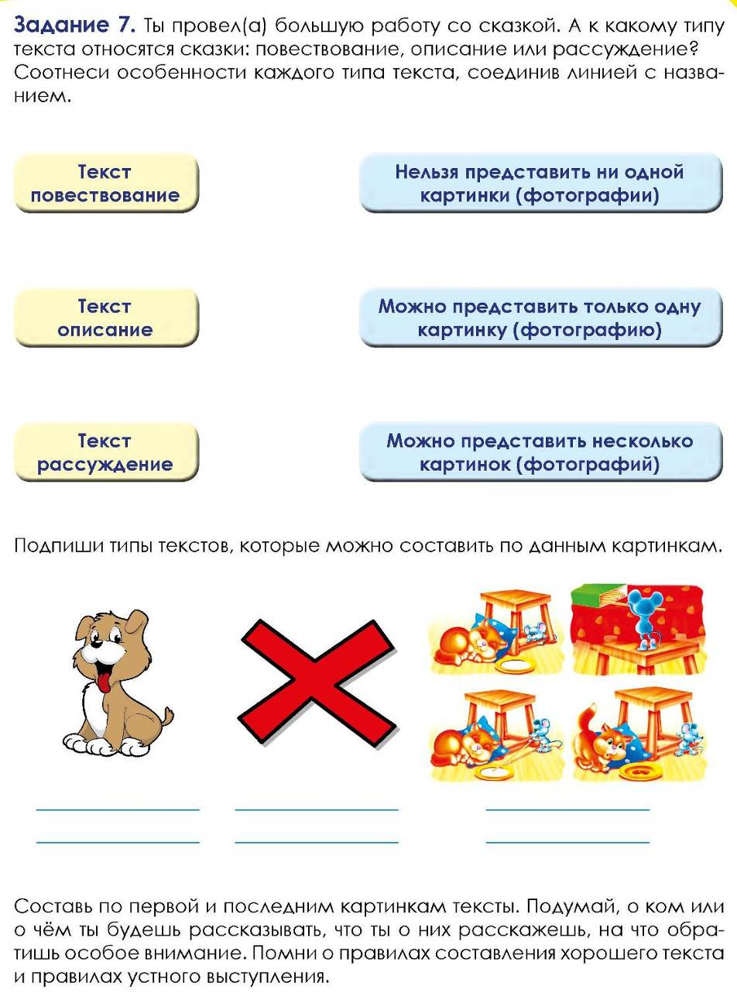 Задание 7. Ты провел(а) большую работу со сказкой. А к какому типу
текста относятся сказки: повествование, описание или рассуждение?
Соотнеси особенности каждого типа текста, соединив линией с назва-
нием.
Текст
повествование
Нельзя представить ни одной
картинки (фотографии)
Текст
описание
Можно представить только одну
картинку (фотографию)
Текст
рассуждение
Можно представить несколько
картинок (фотографий)
Подпиши типы текстов, которые можно составить по данным картинкам.
Составь по первой и последним картинкам тексты. Подумай, о ком или
о чём ты будешь рассказывать, что ты о них расскажешь, на что обра-
тишь особое внимание. Помни о правилах составления хорошего текста
и правилах устного выступления.